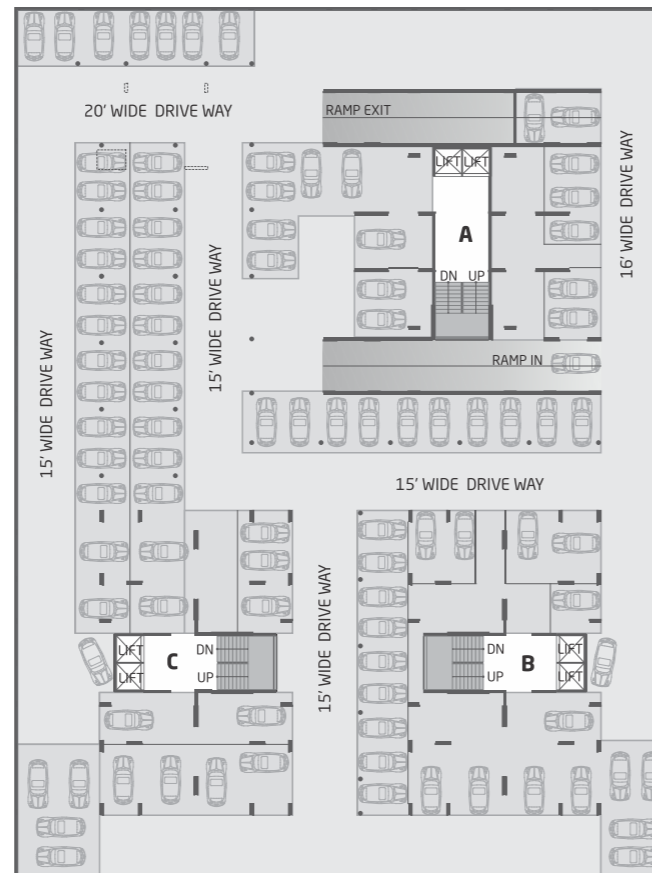 20' WIDE DRIVE WAY
RAMP EXIT
LIFT LIFT
A
16' WIDE DRIVE WAY
DN UP
15' WIDE DRIVE WAY
RAMP IN
15' WIDE DRIVE WAY
15' WIDE DRIVE WAY
15' WIDE DRIVE WAY
LIFT
C
DN
LIFT
UP
DN
B
LIFT
UP
LIFT